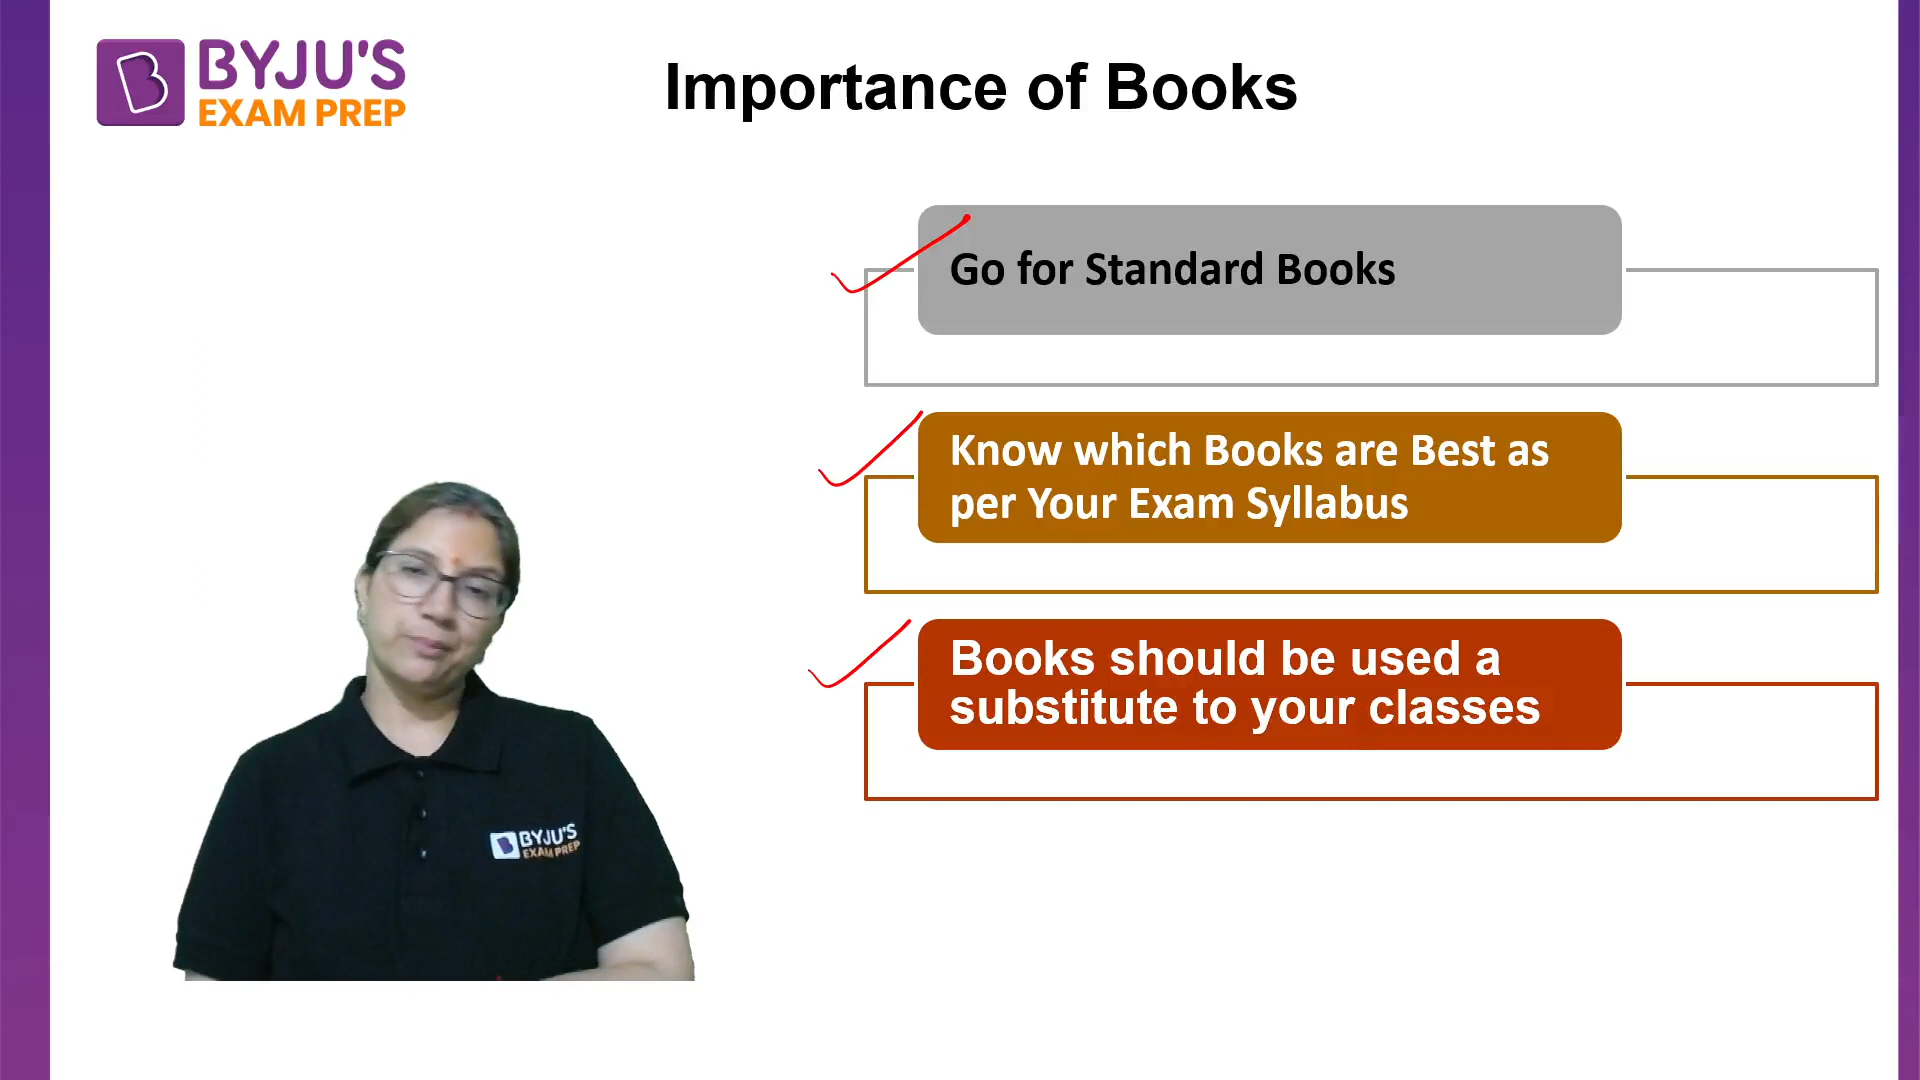 BYJU'S
EXAM PREP
Importance of Books
Go for Standard Books
Know which Books are Best as
per Your Exam Syllabus
Books should be used a
substitute to your classes
BYJU'S
EXAM PREP